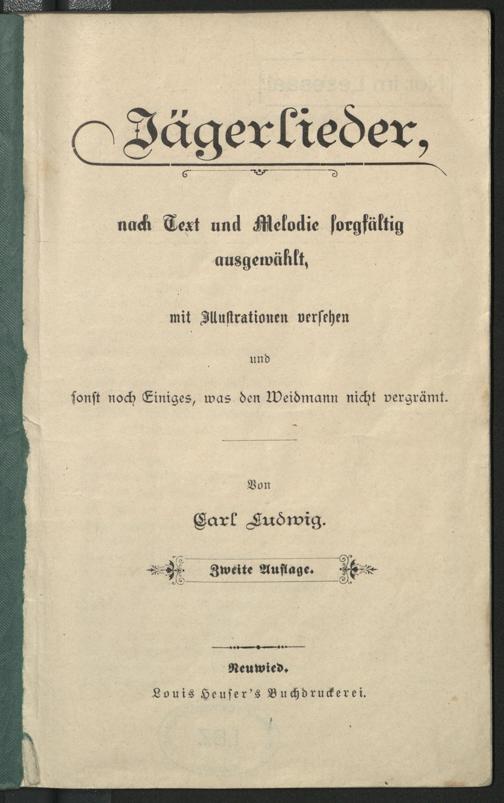 Jägerlieder,
nach Text und Melodie sorgfältig
ausgewählt,
mit Illustrationen versehen
und
sonst noch Einiges, was den Weidmann nicht vergrämt.
Von
Carl Ludwig.
Zweite Auflage.
Neuwied.
Louis Heuser's Buchdruckerei.